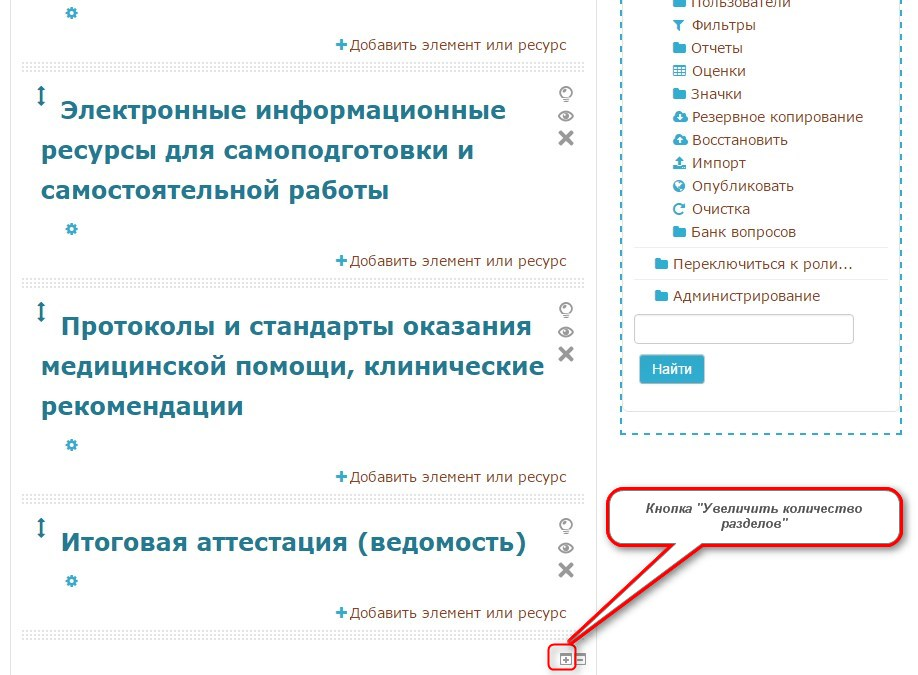 Добавить элемент или ресурс
Электронные информационные
ресурсы для самоподготовки и
самостоятельной работы
Добавить элемент или ресурс
Протоколы и стандарты оказания
медицинской помощи, клинические
рекомендации
Добавить элемент или ресурс
Итоговая аттестация (ведомость)
Добавить элемент или ресурс
Пользователи
Фильтры
Отчеты
Оценки
Значки
Резервное копирование
Восстановить
Импорт
Опубликовать
Очистка
Банк вопросов
Переключиться к роли...
Администрирование
Найти
Кнопка "Увеличить количество
разделов"